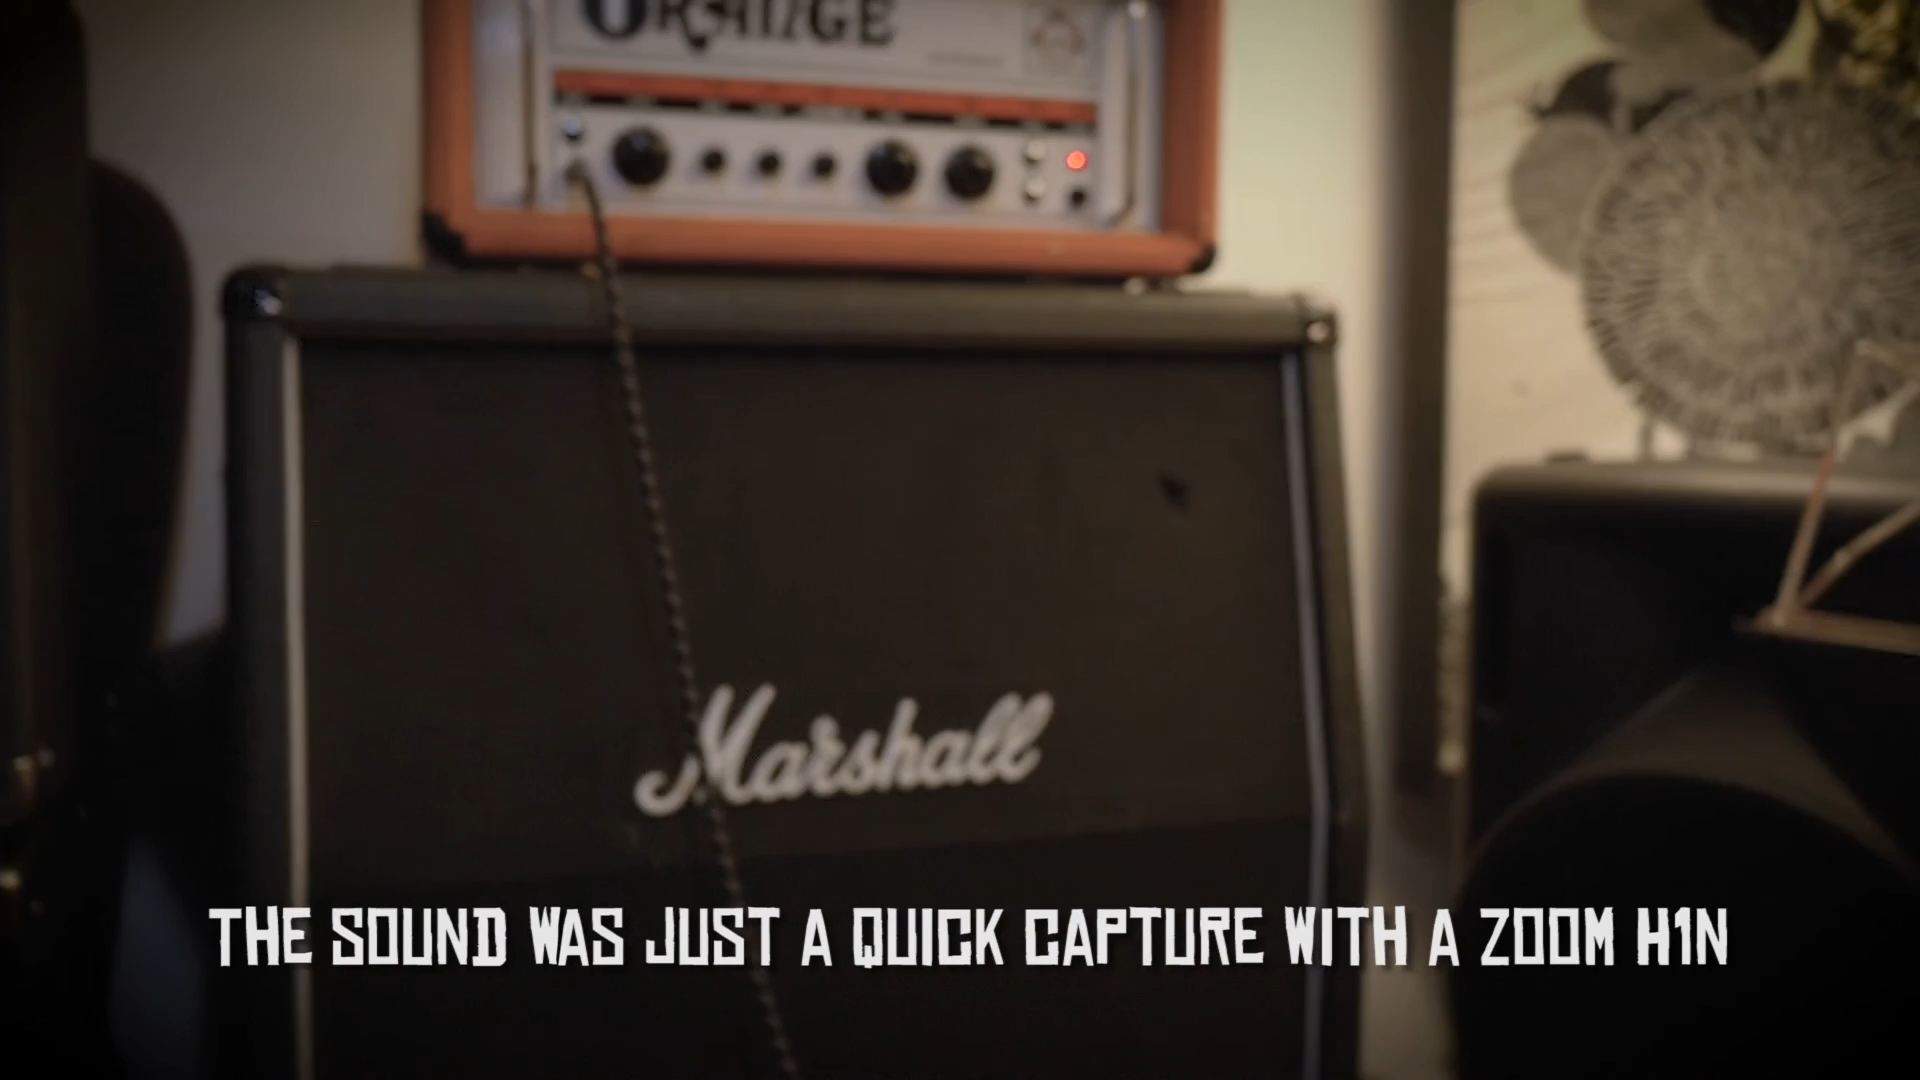 ORANGE
Marshall
THE SOUND WAS JUST A QUICK CAPTURE WITH A ZOOM H1N